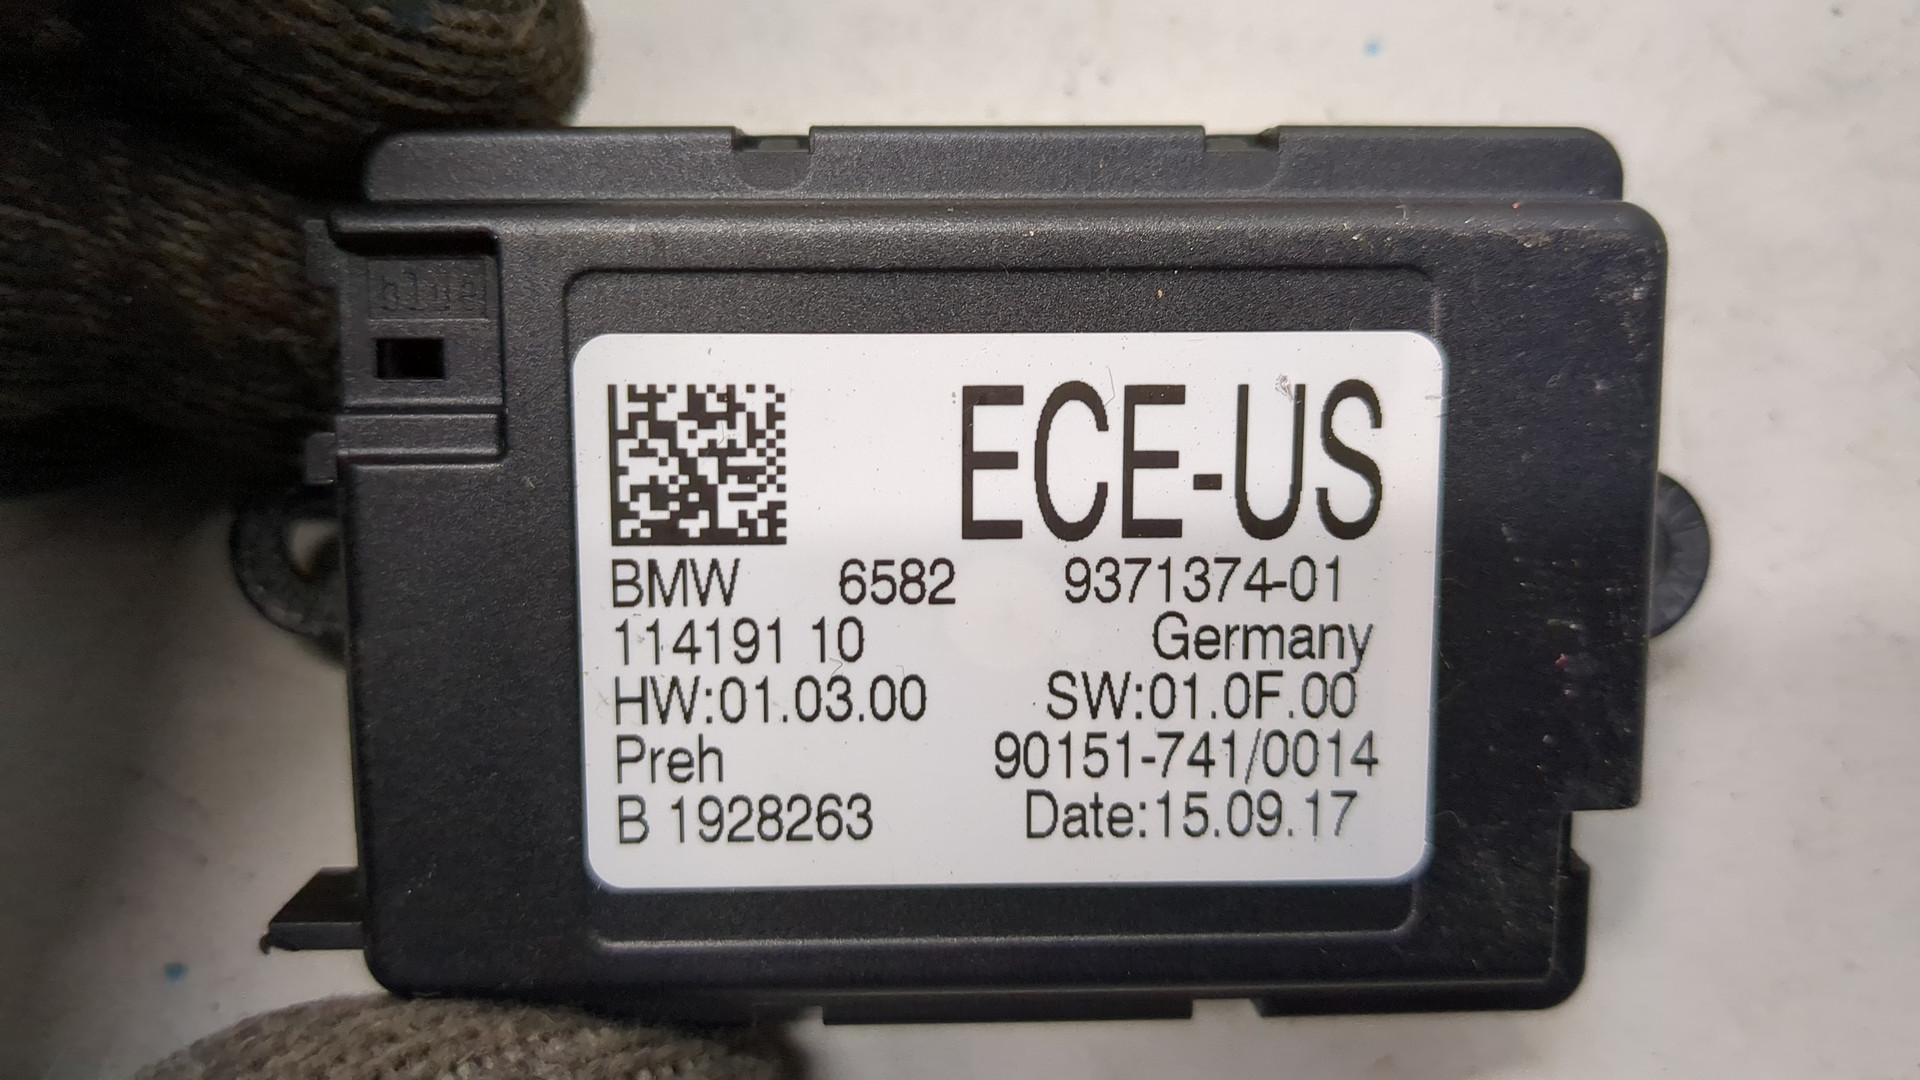 blue
ECE-US
BMW 6582 9371374-01
114191 10 Germany
HW:01.03.00 SW:01.0F.00
Preh 90151-741/0014
B 1928263 Date:15.09.17